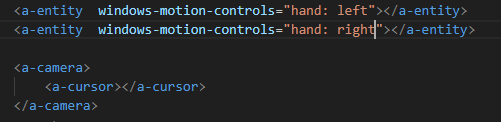 <a-entity  windows-motion-controls="hand: left"></a-entity>
<a-entity  windows-motion-controls="hand: right"></a-entity>
<a-camera>
    <a-cursor></a-cursor>
</a-camera>